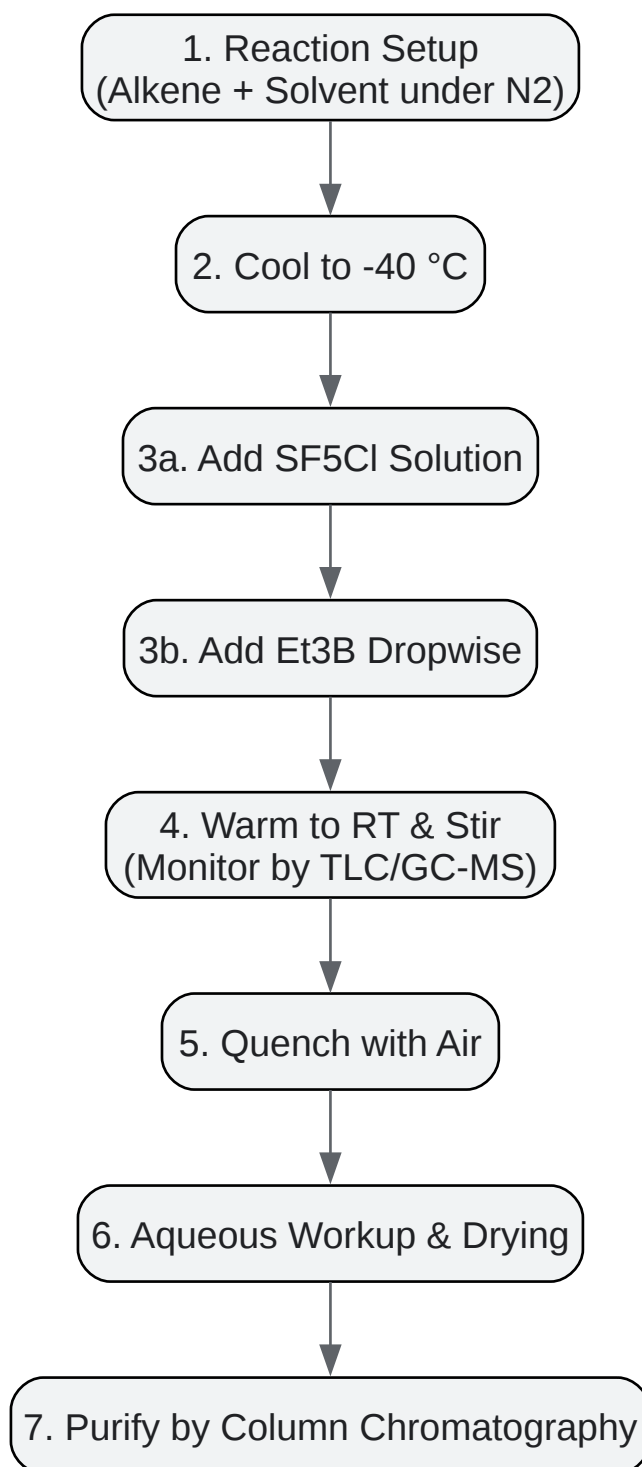 1. Reaction Setup
(Alkene + Solvent under N2)
2. Cool to -40 °C
3a. Add SF5Cl Solution
3b. Add Et3B Dropwise
4. Warm to RT & Stir
(Monitor by TLC/GC-MS)
5. Quench with Air
6. Aqueous Workup & Drying
7. Purify by Column Chromatography